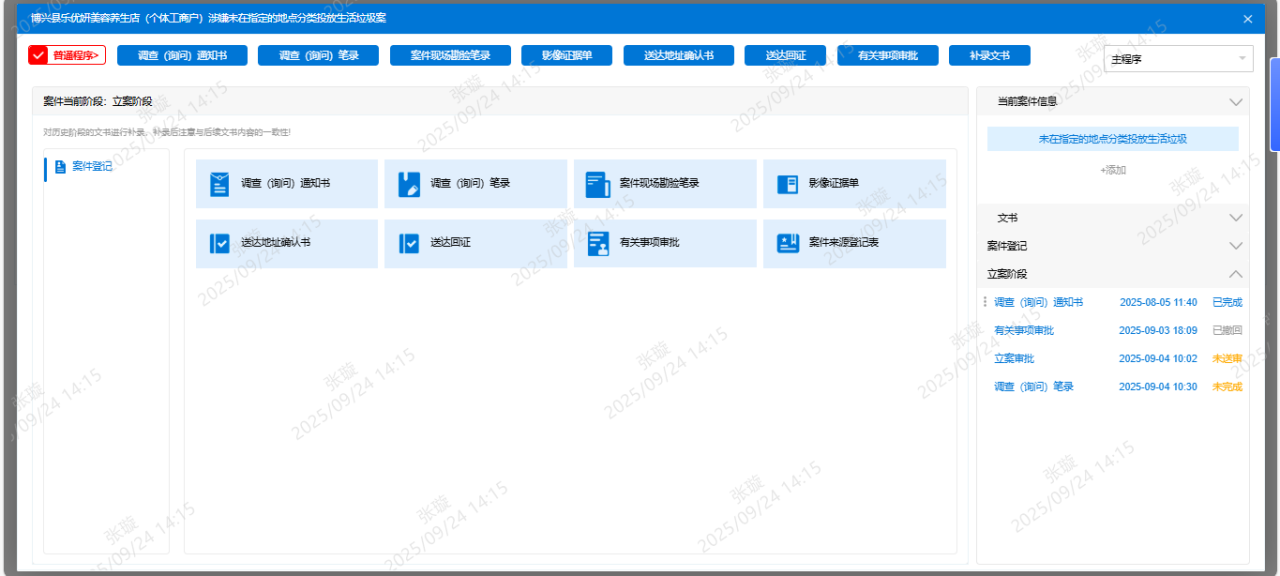 博兴县乐优妍美容养生店（个体工商户）涉嫌未在指定的地点分类投放生活垃圾案
普通程序>
调查（询问）通知书
调查（询问）笔录
案件现场勘验笔录
影像证据单
送达地址确认书
送达回证
有关事项审批
补录文书
主程序
案件当前阶段：立案阶段
对历史阶段的文书进行补录，补录后注意与后续文书内容的一致性!
案件登记
调查（询问）通知书
调查（询问）笔录
案件现场勘验笔录
影像证据单
送达地址确认书
送达回证
有关事项审批
案件来源登记表
当前案件信息
未在指定的地点分类投放生活垃圾
+添加
文书
案件登记
立案阶段
调查（询问）通知书 2025-08-05 11:40 已完成
有关事项审批 2025-09-03 18:09 已撤回
立案审批 2025-09-04 10:02 未送审
调查（询问）笔录 2025-09-04 10:30 未完成
张璇
2025/09/24 14:15